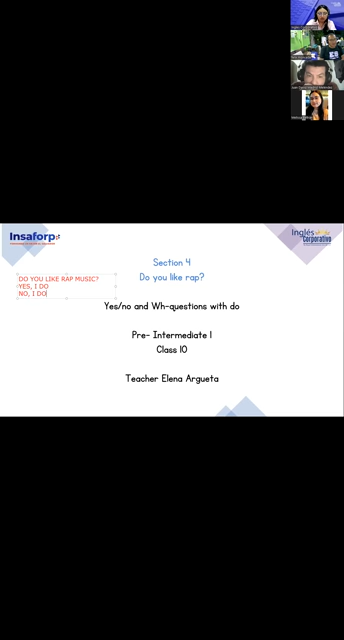 Insaforp
Inglés
Corporativo
Section 4
Do you like rap?
DO YOU LIKE RAP MUSIC?
YES, I DO
NO, I DO
Yes/no and Wh-questions with do
Pre- Intermediate 1
Class 10
Teacher Elena Argueta